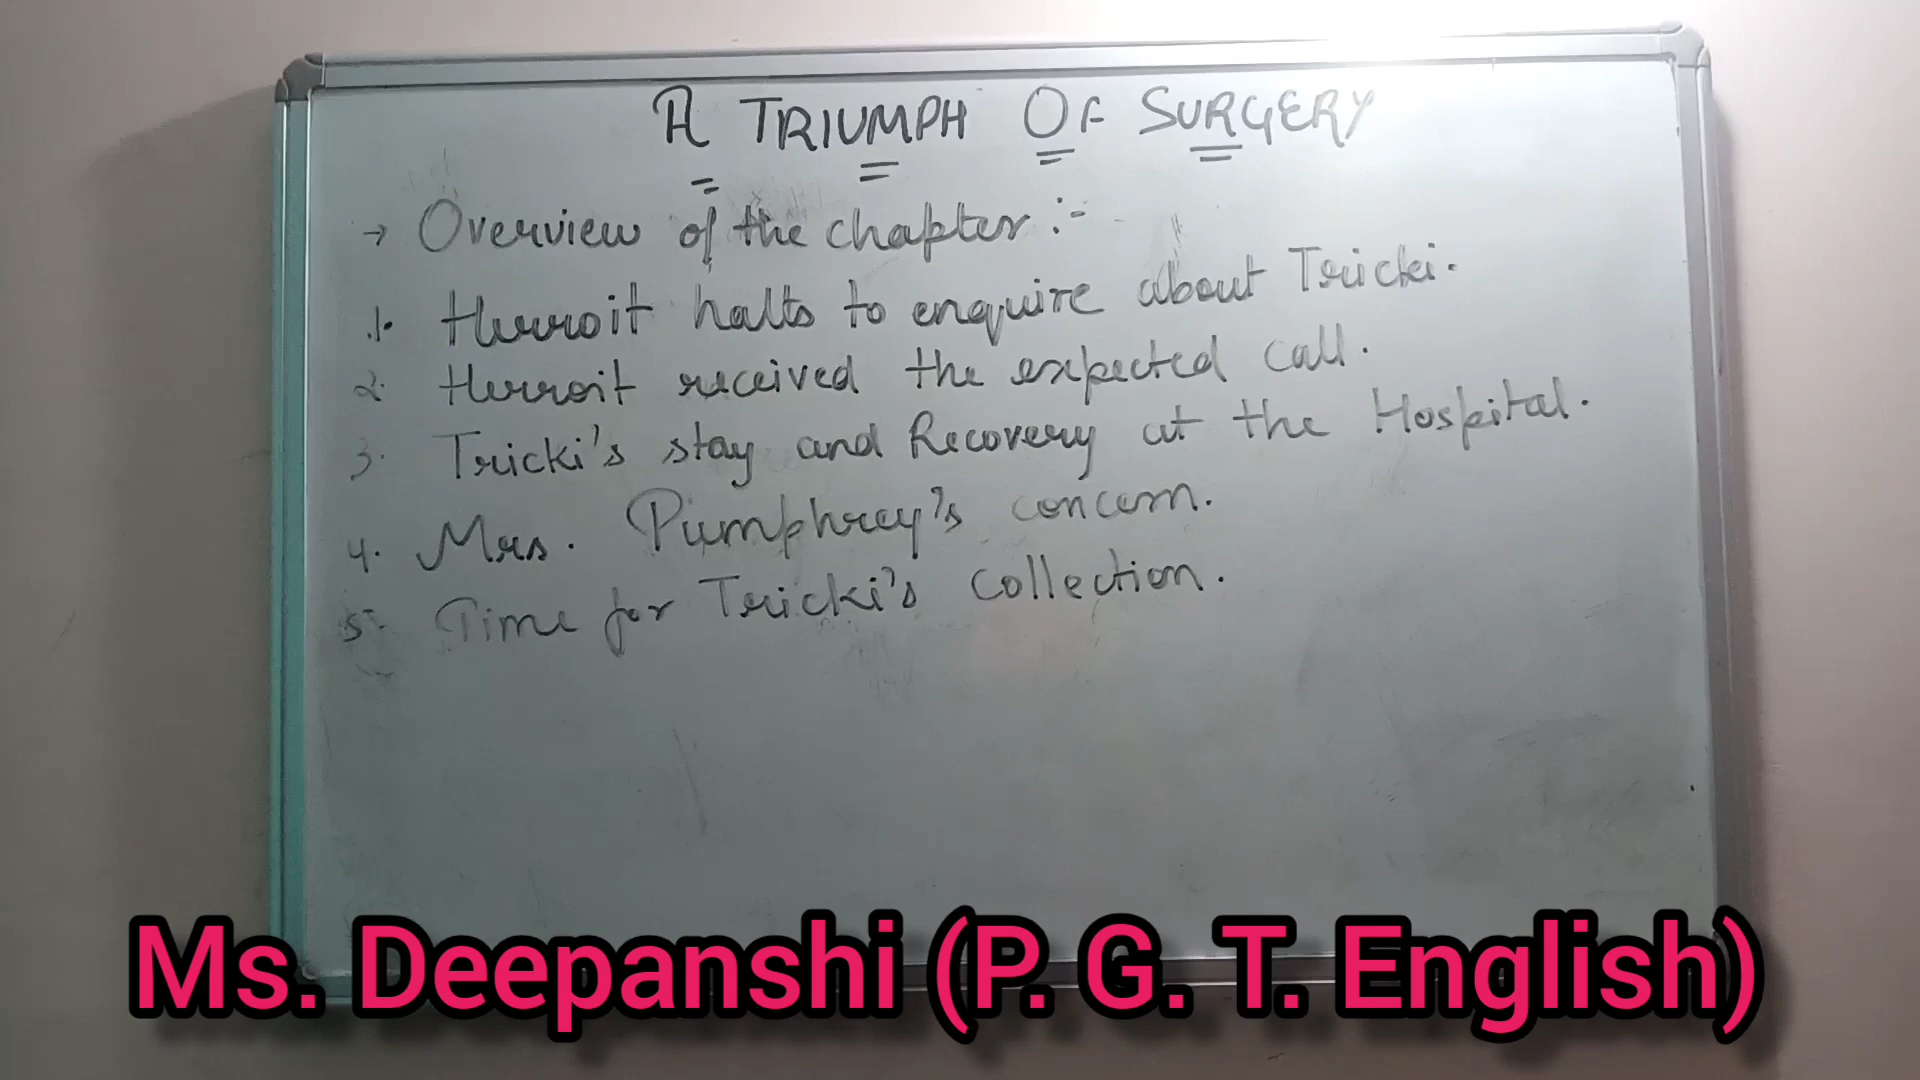 A TRIUMPH OF SURGERY
→ Overview of the chapter :-
1. Herroit halts to enquire about Tricki.
2. Herroit received the expected call.
3. Tricki's stay and Recovery at the Hospital.
4. Mrs. Pumphrey's concern.
5. Time for Tricki's collection.
Ms. Deepanshi (P. G. T. English)